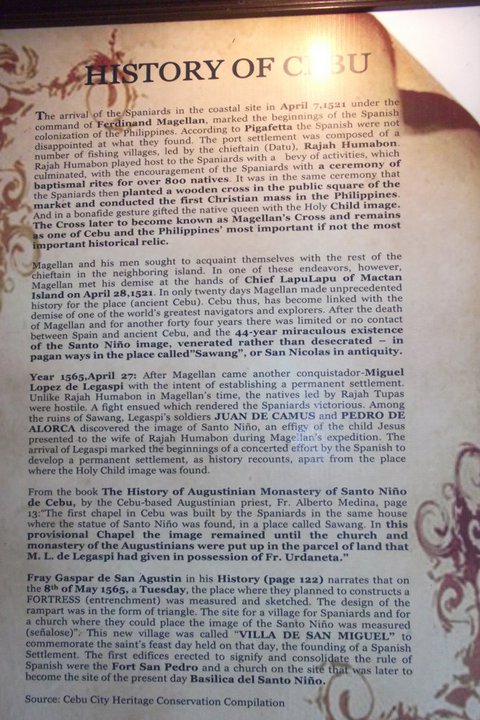 HISTORY OF CEBU
The arrival of the Spaniards in the coastal site in April 7,1521 under the
command of Ferdinand Magellan, marked the beginnings of the Spanish
colonization of the Philippines. According to Pigafetta the Spanish were not
disappointed at what they found. The port settlement was composed of a
number of fishing villages, led by the chieftain (Datu), Rajah Humabon.
Rajah Humabon played host to the Spaniards with a bevy of activities, which
culminated, with the encouragement of the Spaniards with a ceremony of
baptismal rites for over 800 natives. It was in the same ceremony that
the Spaniards then planted a wooden cross in the public square of the
market and conducted the first Christian mass in the Philippines.
And in a bonafide gesture gifted the native queen with the Holy Child image.
The Cross later to become known as Magellan's Cross and remains
as one of Cebu and the Philippines' most important if not the most
important historical relic.
Magellan and his men sought to acquaint themselves with the rest of the
chieftain in the neighboring island. In one of these endeavors, however,
Magellan met his demise at the hands of Chief LapuLapu of Mactan
Island on April 28,1521. In only twenty days Magellan made unprecedented
history for the place (ancient Cebu). Cebu thus, has become linked with the
demise of one of the world's greatest navigators and explorers. After the death
of Magellan and for another forty four years there was limited or no contact
between Spain and ancient Cebu, and the 44-year miraculous existence
of the Santo Niño image, venerated rather than desecrated – in
pagan ways in the place called"Sawang", or San Nicolas in antiquity.
Year 1565,April 27: After Magellan came another conquistador-Miguel
Lopez de Legaspi with the intent of establishing a permanent settlement.
Unlike Rajah Humabon in Magellan's time, the natives led by Rajah Tupas
were hostile. A fight ensued which rendered the Spaniards victorious. Among
the ruins of Sawang, Legaspi's soldiers JUAN DE CAMUS and PEDRO DE
ALORCA discovered the image of Santo Niño, an effigy of the child Jesus
presented to the wife of Rajah Humabon during Magellan's expedition. The
arrival of Legaspi marked the beginnings of a concerted effort by the Spanish to
develop a permanent settlement, as history recounts, apart from the place
where the Holy Child image was found.
From the book The History of Augustinian Monastery of Santo Niño
de Cebu, by the Cebu-based Augustinian priest, Fr. Alberto Medina, page
13:"The first chapel in Cebu was built by the Spaniards in the same house
where the statue of Santo Niño was found, in a place called Sawang. In this
provisional Chapel the image remained until the church and
monastery of the Augustinians were put up in the parcel of land that
M. L. de Legaspi had given in possession of Fr. Urdaneta."
Fray Gaspar de San Agustin in his History (page 122) narrates that on
the 8th of May 1565, a Tuesday, the place where they planned to constructs a
FORTRESS (entrenchment) was measured and sketched. The design of the
rampart was in the form of triangle. The site for a village for Spaniards and for
a church where they could place the image of the Santo Niño was measured
(señalose)". This new village was called "VILLA DE SAN MIGUEL" to
commemorate the saint's feast day held on that day, the founding of a Spanish
Settlement. The first edifices erected to signify and consolidate the rule of
Spanish were the Fort San Pedro and a church on the site that was later to
become the site of the present day Basilica del Santo Niño.
Source: Cebu City Heritage Conservation Compilation